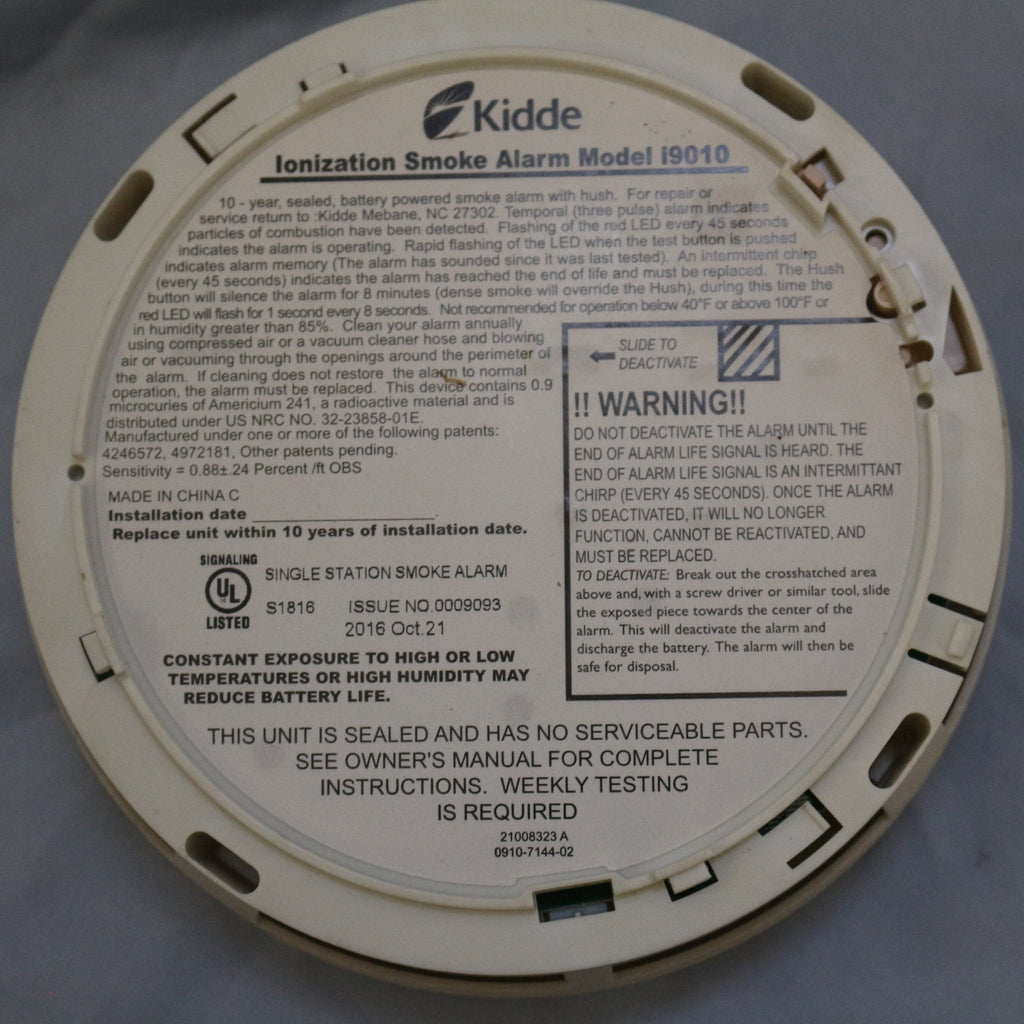 Kidde
Ionization Smoke Alarm Model i9010
10 - year, sealed, battery powered smoke alarm with hush. For repair or
service return to :Kidde Mebane, NC 27302. Temporal (three pulse) alarm indicates
particles of combustion have been detected. Flashing of the red LED every 45 seconds
indicates the alarm is operating. Rapid flashing of the LED when the test button is pushed
indicates alarm memory (The alarm has sounded since it was last tested). An intermittent chirp
(every 45 seconds) indicates the alarm has reached the end of life and must be replaced. The Hush
button will silence the alarm for 8 minutes (dense smoke will override the Hush), during this time the
red LED will flash for 1 second every 8 seconds. Not recommended for operation below 40°F or above 100°F or
in humidity greater than 85%. Clean your alarm annually
using compressed air or a vacuum cleaner hose and blowing
air or vacuuming through the openings around the perimeter of
the alarm. If cleaning does not restore the alarm to normal
operation, the alarm must be replaced. This device contains 0.9
microcuries of Americium 241, a radioactive material and is
distributed under US NRC NO. 32-23858-01E.
Manufactured under one or more of the following patents:
4246572, 4972181, Other patents pending.
Sensitivity = 0.88±.24 Percent /ft OBS
MADE IN CHINA C
Installation date
Replace unit within 10 years of installation date.
SIGNALING
UL
LISTED
SINGLE STATION SMOKE ALARM
S1816 ISSUE NO.0009093
2016 Oct.21
CONSTANT EXPOSURE TO HIGH OR LOW
TEMPERATURES OR HIGH HUMIDITY MAY
REDUCE BATTERY LIFE.
SLIDE TO
DEACTIVATE
!! WARNING!!
DO NOT DEACTIVATE THE ALARM UNTIL THE
END OF ALARM LIFE SIGNAL IS HEARD. THE
END OF ALARM LIFE SIGNAL IS AN INTERMITTANT
CHIRP (EVERY 45 SECONDS). ONCE THE ALARM
IS DEACTIVATED, IT WILL NO LONGER
FUNCTION, CANNOT BE REACTIVATED, AND
MUST BE REPLACED.
TO DEACTIVATE: Break out the crosshatched area
above and, with a screw driver or similar tool, slide
the exposed piece towards the center of the
alarm. This will deactivate the alarm and
discharge the battery. The alarm will then be
safe for disposal.
THIS UNIT IS SEALED AND HAS NO SERVICEABLE PARTS.
SEE OWNER'S MANUAL FOR COMPLETE
INSTRUCTIONS. WEEKLY TESTING
IS REQUIRED
21008323 A
0910-7144-02